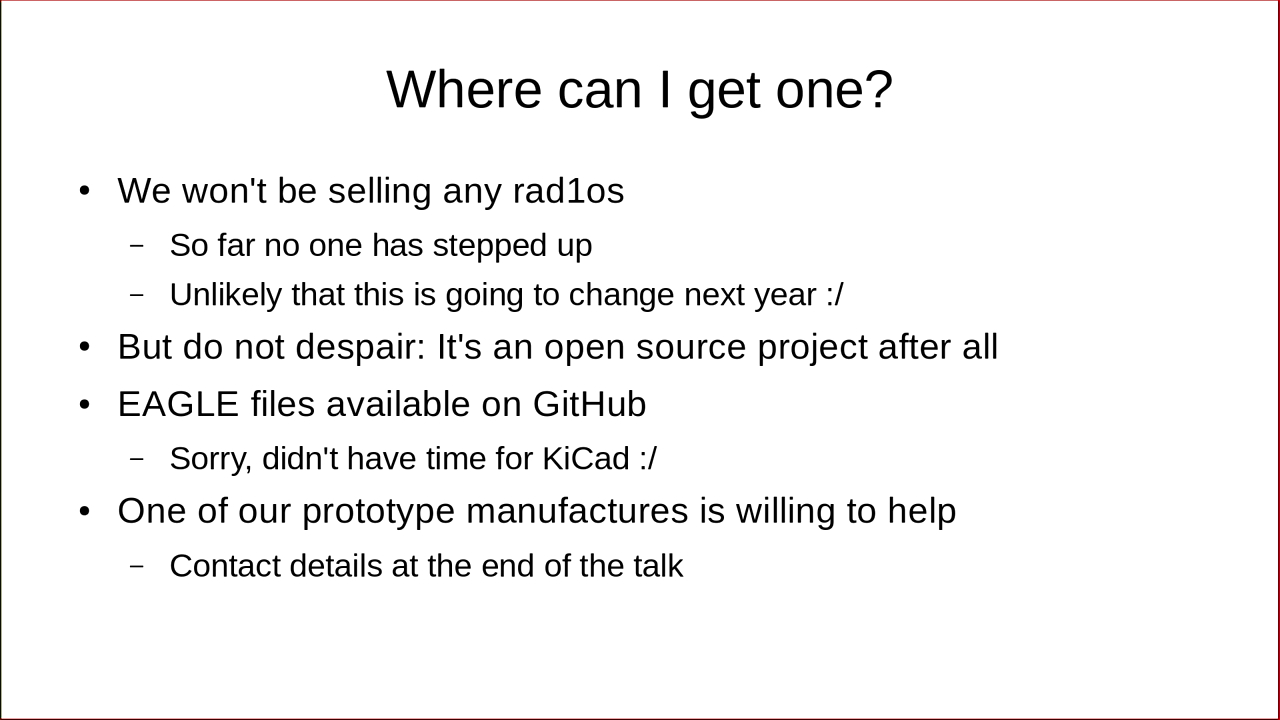 Where can I get one?
• We won't be selling any rad1os
– So far no one has stepped up
– Unlikely that this is going to change next year :/
• But do not despair: It's an open source project after all
• EAGLE files available on GitHub
– Sorry, didn't have time for KiCad :/
• One of our prototype manufactures is willing to help
– Contact details at the end of the talk